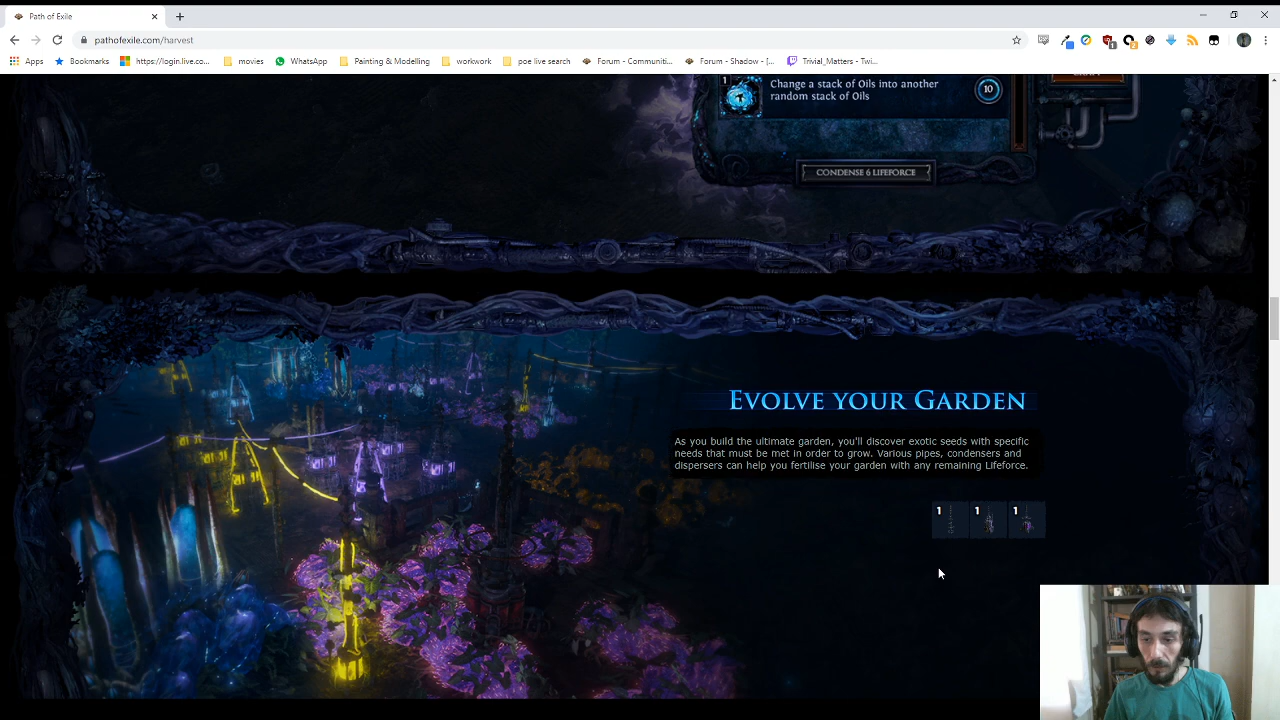 Path of Exile
pathofexile.com/harvest
Apps
Bookmarks
https://login.live.co...
movies
WhatsApp
Painting & Modelling
workwork
poe live search
Forum - Communiti...
Forum - Shadow - [...
Trivial_Matters - Twi...
1
Change a stack of Oils into another
random stack of Oils
10
CONDENSE 6 LIFEFORCE
EVOLVE YOUR GARDEN
As you build the ultimate garden, you'll discover exotic seeds with specific
needs that must be met in order to grow. Various pipes, condensers and
dispersers can help you fertilise your garden with any remaining Lifeforce.
1 1 1